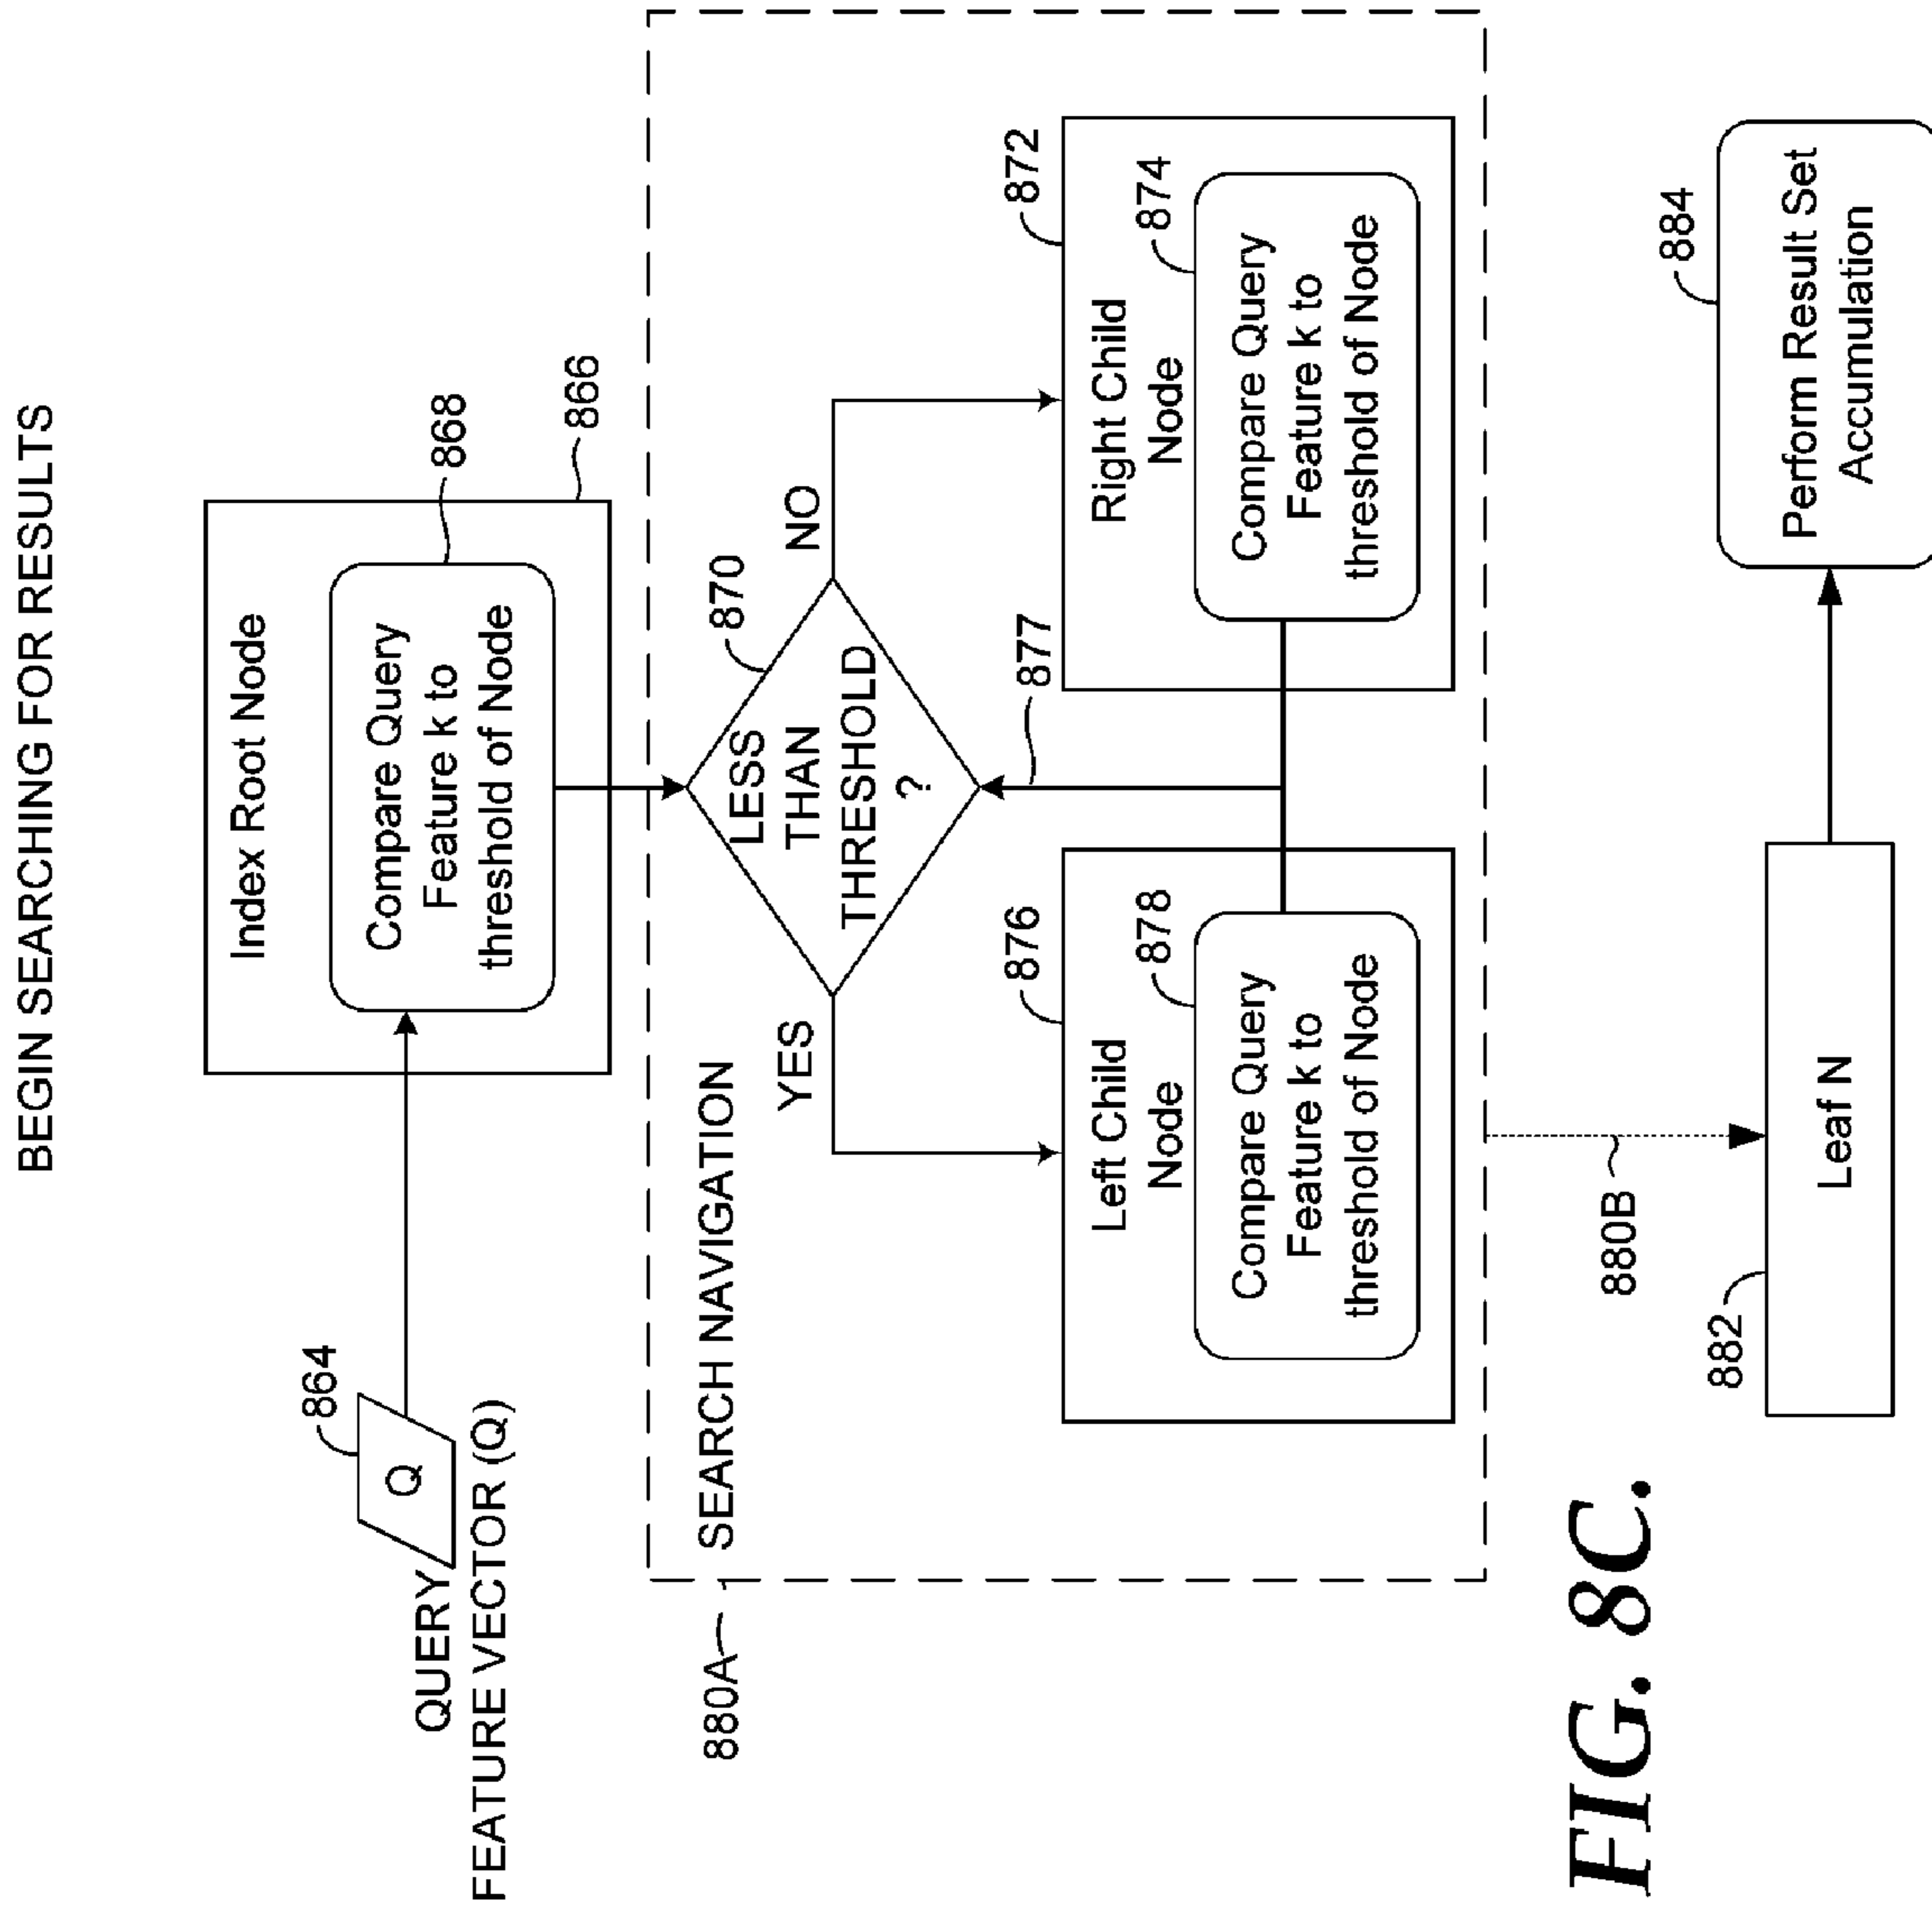 BEGIN SEARCHING FOR RESULTS
864
Q
QUERY
FEATURE VECTOR (Q)
Index Root Node
Compare Query
Feature k to
threshold of Node
868
866
880A
SEARCH NAVIGATION
LESS
THAN
THRESHOLD
?
870
YES
NO
877
876
Left Child
Node
878
Compare Query
Feature k to
threshold of Node
872
Right Child
Node
874
Compare Query
Feature k to
threshold of Node
880B
882
Leaf N
884
Perform Result Set
Accumulation
FIG. 8C.